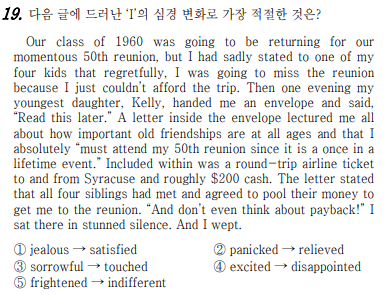 19. 다음 글에 드러난 ‘I’의 심경 변화로 가장 적절한 것은?
Our class of 1960 was going to be returning for our
momentous 50th reunion, but I had sadly stated to one of my
four kids that regretfully, I was going to miss the reunion
because I just couldn’t afford the trip. Then one evening my
youngest daughter, Kelly, handed me an envelope and said,
“Read this later.” A letter inside the envelope lectured me all
about how important old friendships are at all ages and that I
absolutely “must attend my 50th reunion since it is a once in a
lifetime event.” Included within was a round-trip airline ticket
to and from Syracuse and roughly $200 cash. The letter stated
that all four siblings had met and agreed to pool their money to
get me to the reunion. “And don’t even think about payback!” I
sat there in stunned silence. And I wept.
① jealous → satisfied ② panicked → relieved
③ sorrowful → touched ④ excited → disappointed
⑤ frightened → indifferent